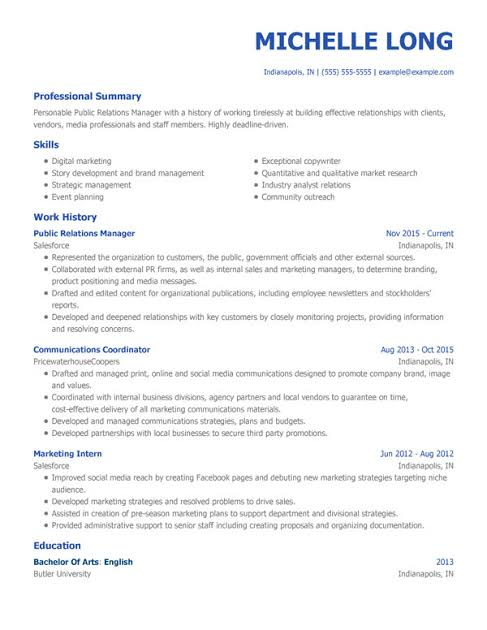 MICHELLE LONG
Indianapolis, IN | (555) 555-5555 | example@example.com
Professional Summary
Personable Public Relations Manager with a history of working tirelessly at building effective relationships with clients,
vendors, media professionals and staff members. Highly deadline-driven.
Skills
• Digital marketing
• Story development and brand management
• Strategic management
• Event planning
• Exceptional copywriter
• Quantitative and qualitative market research
• Industry analyst relations
• Community outreach
Work History
Public Relations Manager Nov 2015 - Current
Salesforce Indianapolis, IN
• Represented the organization to customers, the public, government officials and other external sources.
• Collaborated with external PR firms, as well as internal sales and marketing managers, to determine branding,
product positioning and media messages.
• Drafted and edited content for organizational publications, including employee newsletters and stockholders'
reports.
• Developed and deepened relationships with key customers by closely monitoring projects, providing information
and resolving concerns.
Communications Coordinator Aug 2013 - Oct 2015
PricewaterhouseCoopers Indianapolis, IN
• Drafted and managed print, online and social media communications designed to promote company brand, image
and values.
• Coordinated with internal business divisions, agency partners and local vendors to guarantee on time,
cost-effective delivery of all marketing communications materials.
• Developed and managed communications strategies, plans and budgets.
• Developed partnerships with local businesses to secure third party promotions.
Marketing Intern Jun 2012 - Aug 2012
Salesforce Indianapolis, IN
• Improved social media reach by creating Facebook pages and debuting new marketing strategies targeting niche
audience.
• Developed marketing strategies and resolved problems to drive sales.
• Assisted in creation of pre-season marketing plans to support department and divisional strategies.
• Provided administrative support to senior staff including creating proposals and organizing documentation.
Education
Bachelor Of Arts: English 2013
Butler University Indianapolis, IN